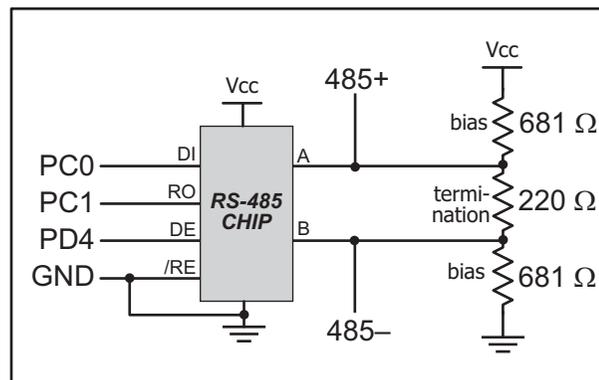 Vcc
485+
Vcc
bias
681 Ω
PC0
DI
A
PC1
RO
RS-485
CHIP
termi-
nation
220 Ω
PD4
DE
B
GND
/RE
bias
681 Ω
485–